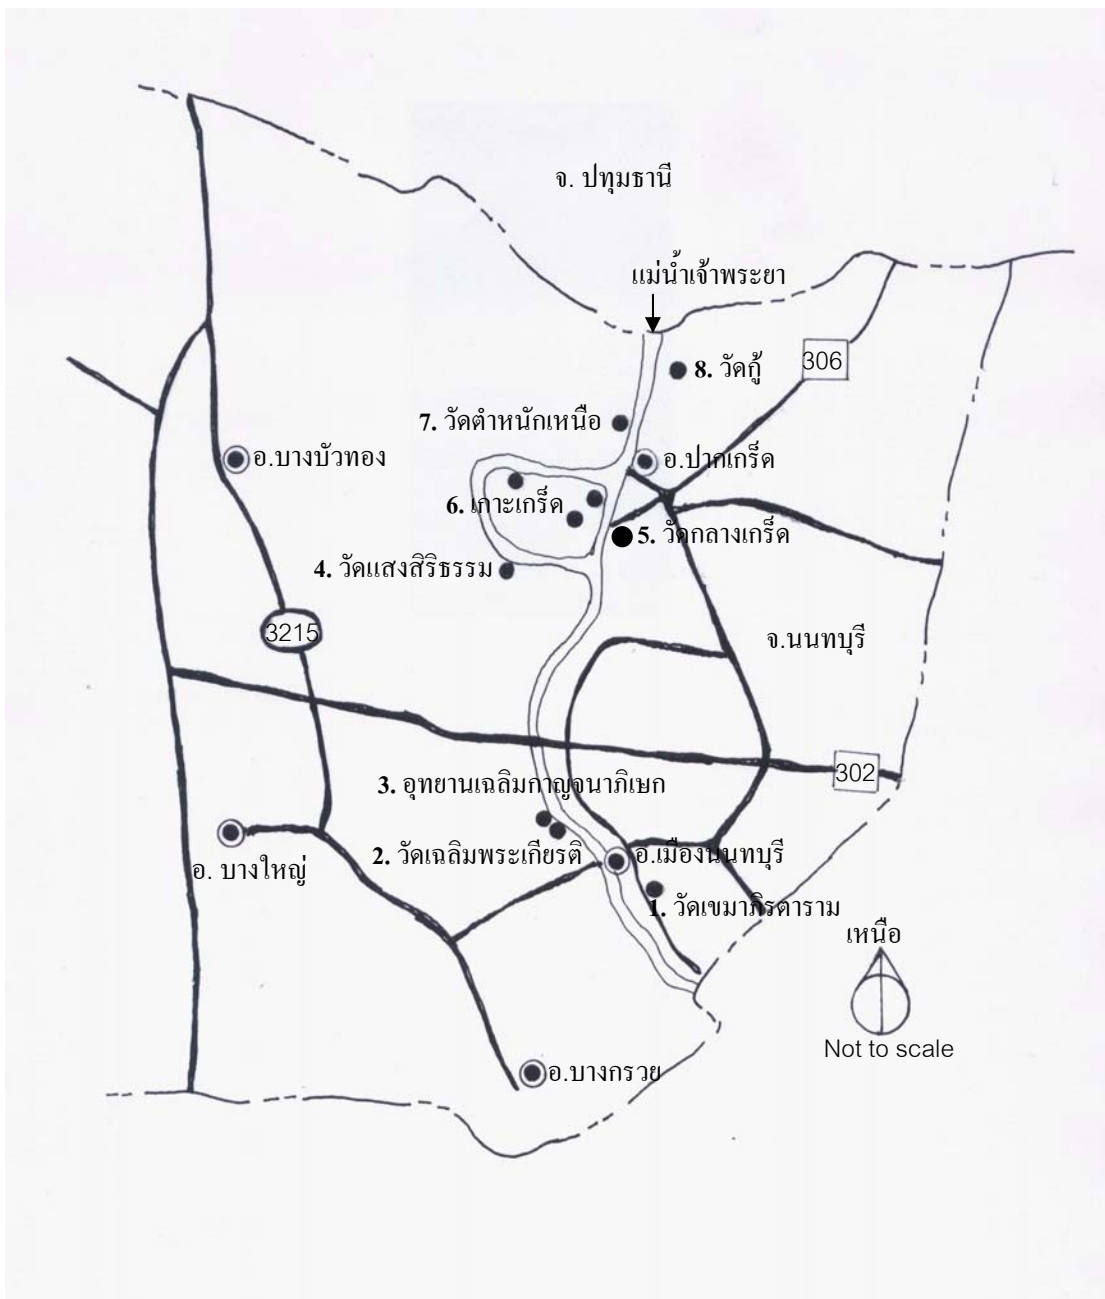 จ. ปทุมธานี
แม่น้ำเจ้าพระยา
306
8. วัดกู้
7. วัดตำหนักเหนือ
อ.บางบัวทอง
อ.ปากเกร็ด
6. เกาะเกร็ด
5. วัดกลางเกร็ด
4. วัดแสงสิริธรรม
3215
จ.นนทบุรี
302
3. อุทยานเฉลิมกาญจนาภิเษก
2. วัดเฉลิมพระเกียรติ
อ.เมืองนนทบุรี
อ. บางใหญ่
1. วัดเขมาภิรตาราม
เหนือ
Not to scale
อ.บางกรวย